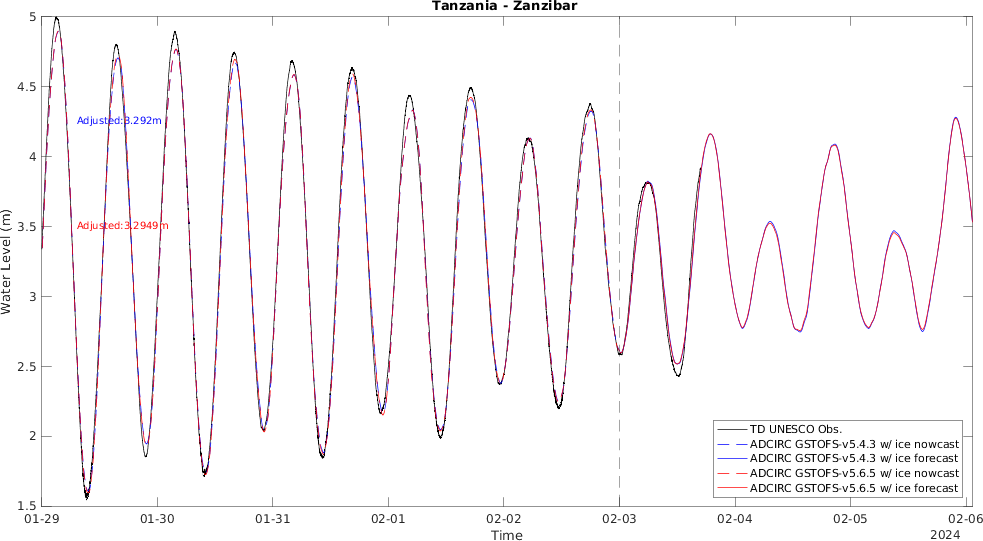 Tanzania - Zanzibar
Water Level (m)
5
4.5
4
3.5
3
2.5
2
1.5
Adjusted:3.292m
Adjusted:3.2949m
TD UNESCO Obs.
ADCIRC GSTOFS-v5.4.3 w/ ice nowcast
ADCIRC GSTOFS-v5.4.3 w/ ice forecast
ADCIRC GSTOFS-v5.6.5 w/ ice nowcast
ADCIRC GSTOFS-v5.6.5 w/ ice forecast
01-29 01-30 01-31 02-01 02-02 02-03 02-04 02-05 02-06
Time
2024